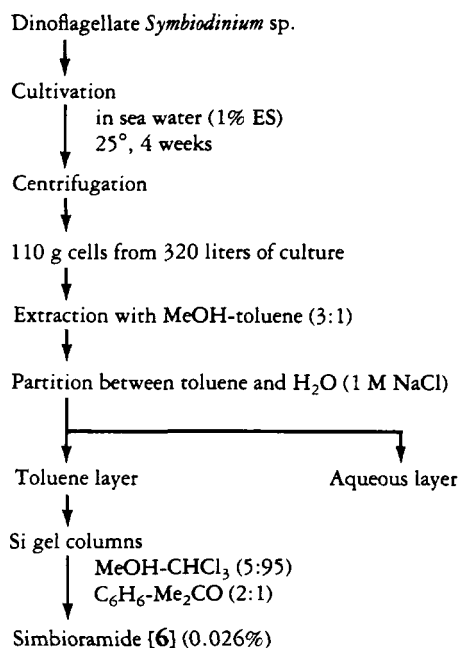 Dinoflagellate Symbiodinium sp.
Cultivation
in sea water (1% ES)
25°, 4 weeks
Centrifugation
110 g cells from 320 liters of culture
Extraction with MeOH-toluene (3:1)
Partition between toluene and H₂O (1 M NaCl)
Toluene layer
Aqueous layer
Si gel columns
MeOH-CHCl₃ (5:95)
C₆H₆-Me₂CO (2:1)
Simbioramide [6] (0.026%)